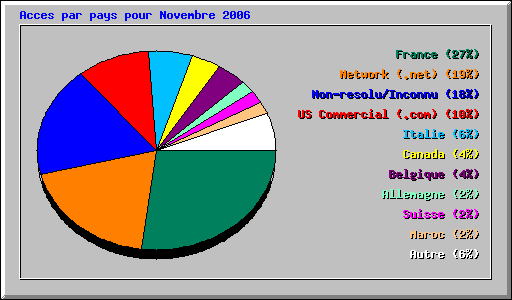 Acces par pays pour Novembre 2006
France (27%)
Network (.net) (19%)
Non-resolu/Inconnu (18%)
US Commercial (.com) (10%)
Italie (6%)
Canada (4%)
Belgique (4%)
Allemagne (2%)
Suisse (2%)
Maroc (2%)
Autre (6%)